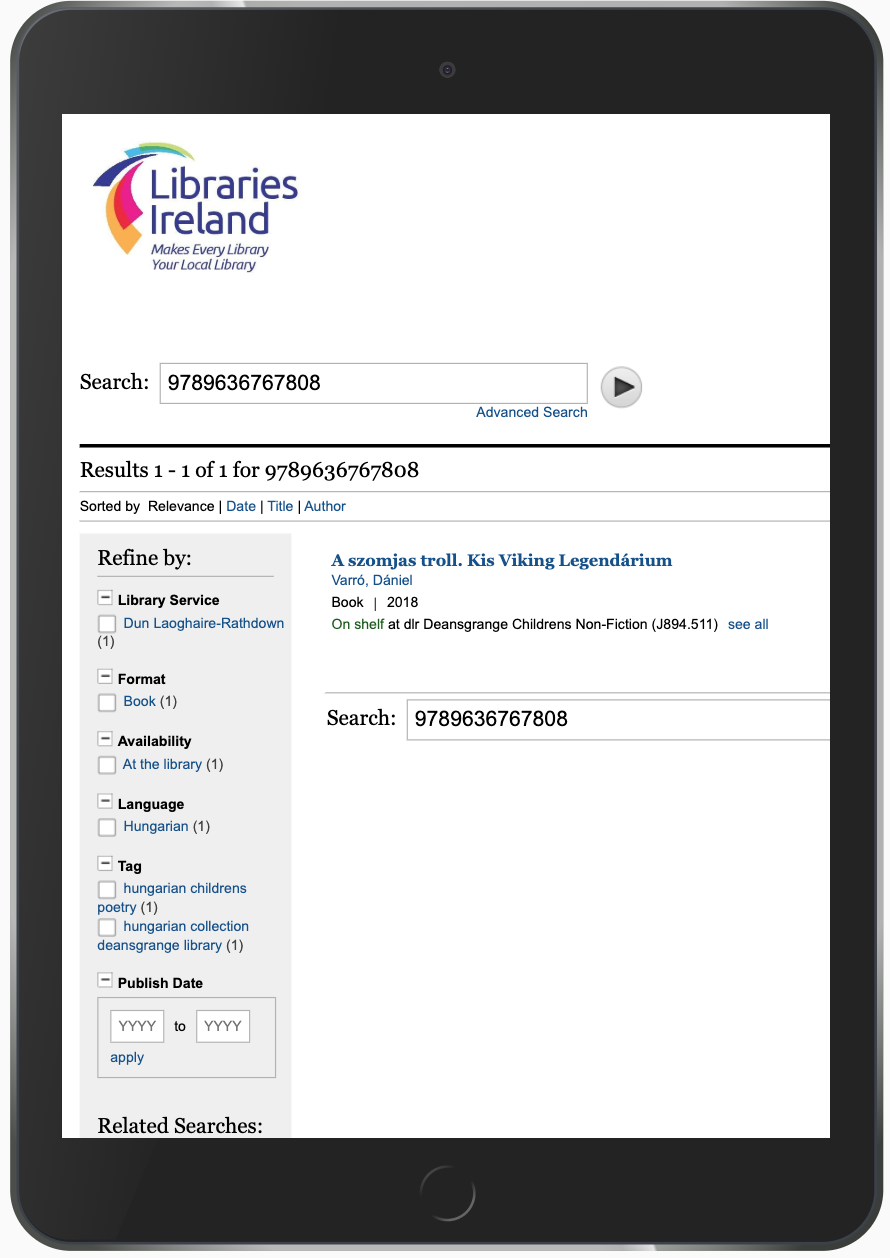 Libraries
Ireland
Makes Every Library
Your Local Library
Search: 9789636767808
Advanced Search
Results 1 - 1 of 1 for 9789636767808
Sorted by Relevance | Date | Title | Author
Refine by:
Library Service
Dun Laoghaire-Rathdown
(1)
Format
Book (1)
Availability
At the library (1)
Language
Hungarian (1)
Tag
hungarian childrens
poetry (1)
hungarian collection
deansgrange library (1)
Publish Date
YYYY to YYYY
apply
Related Searches:
A szomjas troll. Kis Viking Legendárium
Varró, Dániel
Book | 2018
On shelf at dlr Deansgrange Childrens Non-Fiction (J894.511) see all
Search: 9789636767808